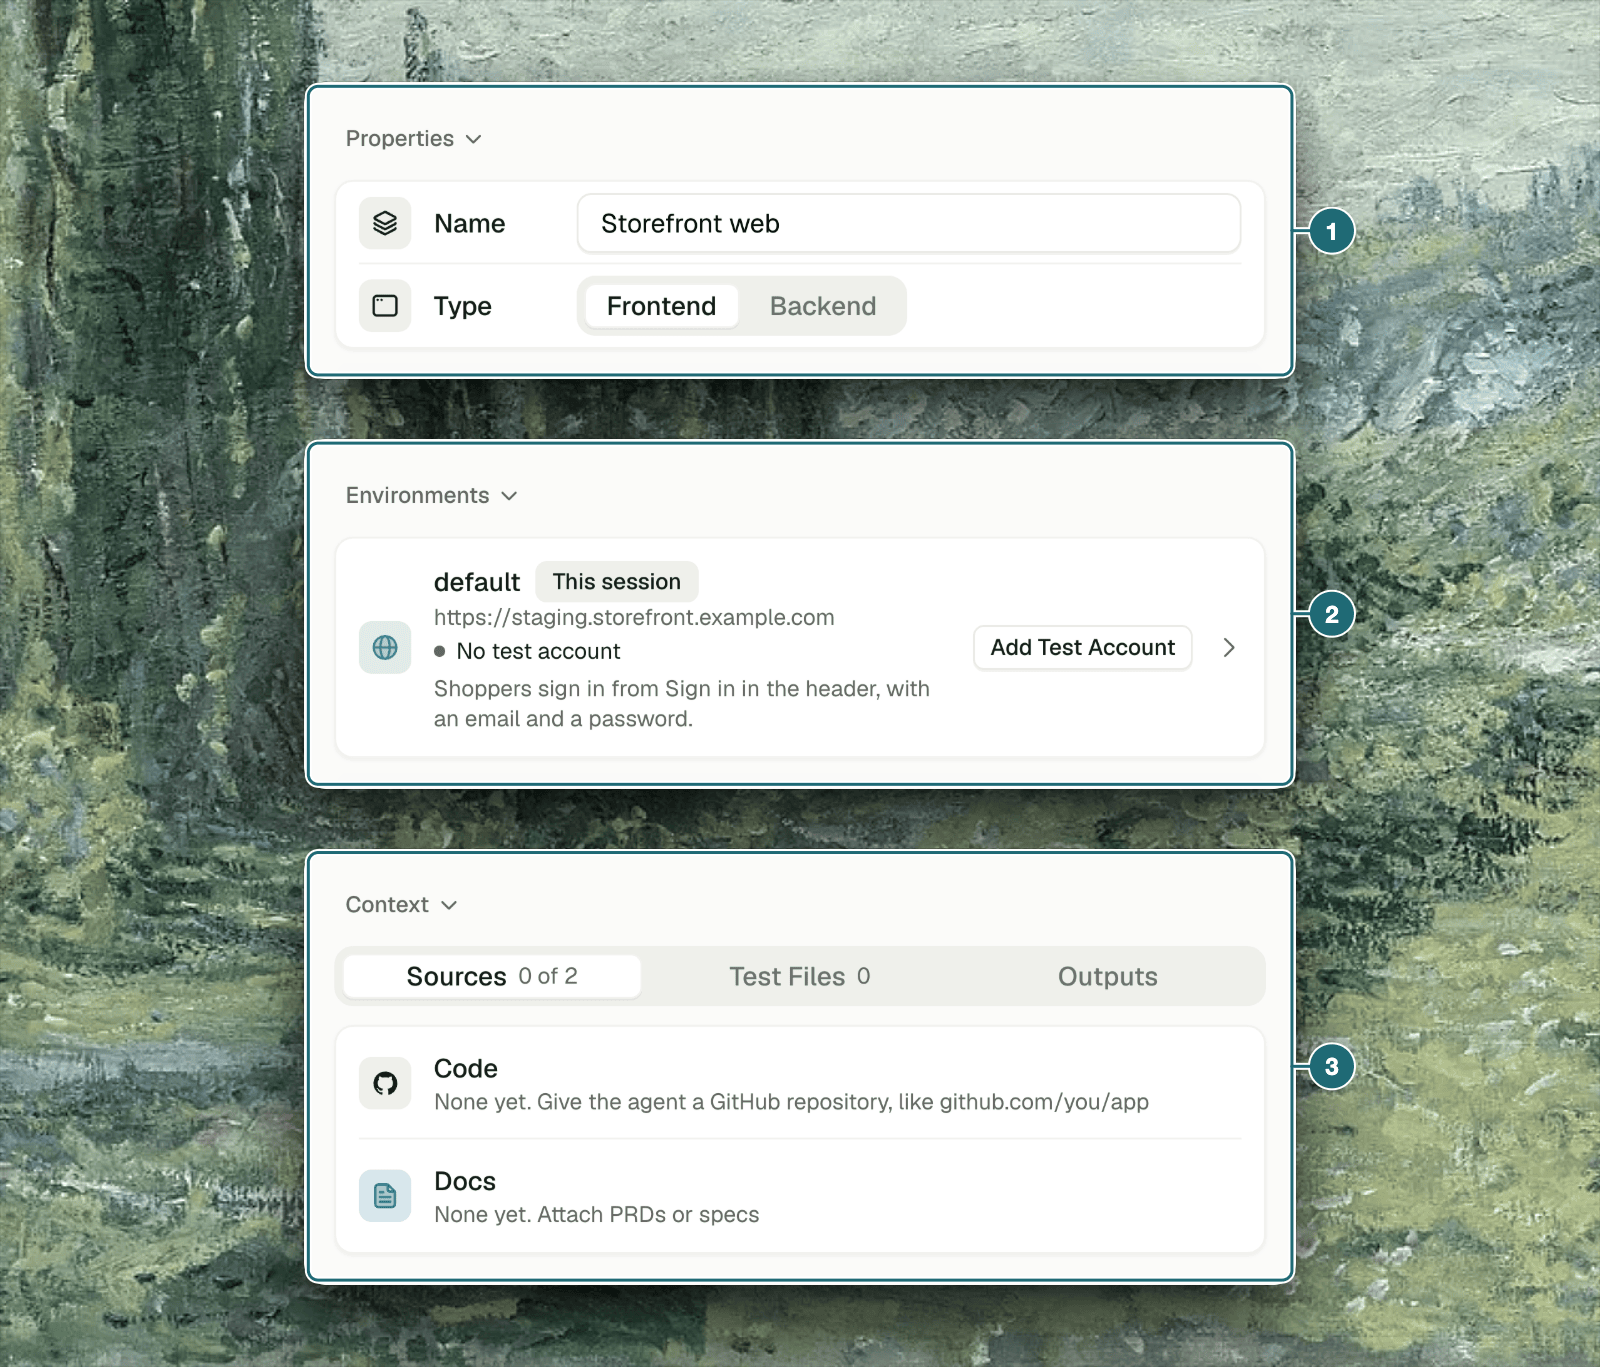 Properties
Name
Storefront web
1
Type
Frontend
Backend
Environments
default
This session
https://staging.storefront.example.com
No test account
Shoppers sign in from Sign in in the header, with
an email and a password.
Add Test Account
2
Context
Sources 0 of 2
Test Files 0
Outputs
Code
None yet. Give the agent a GitHub repository, like github.com/you/app
3
Docs
None yet. Attach PRDs or specs